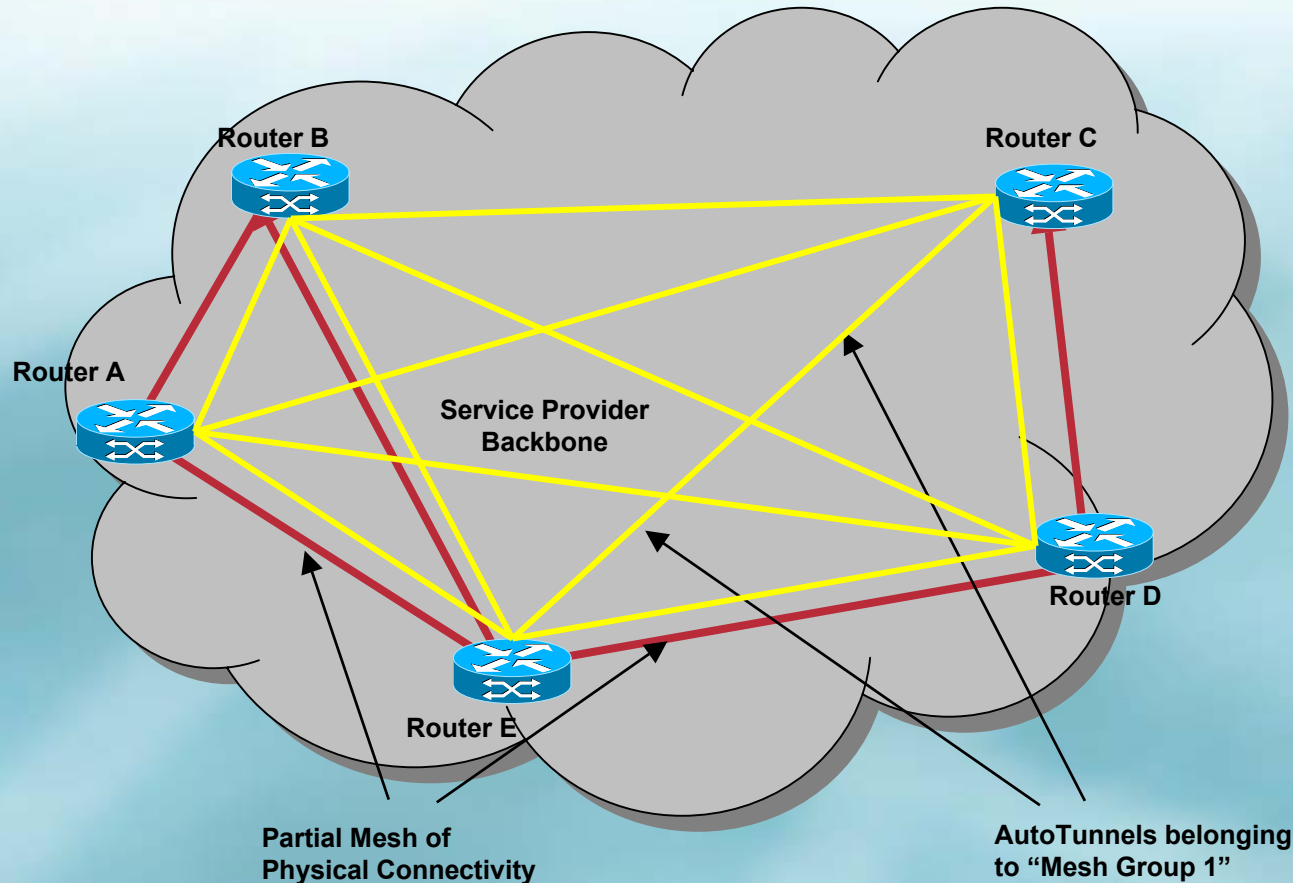 Router B
Router C
Router A
Service Provider
Backbone
Router D
Router E
Partial Mesh of
Physical Connectivity
AutoTunnels belonging
to “Mesh Group 1”